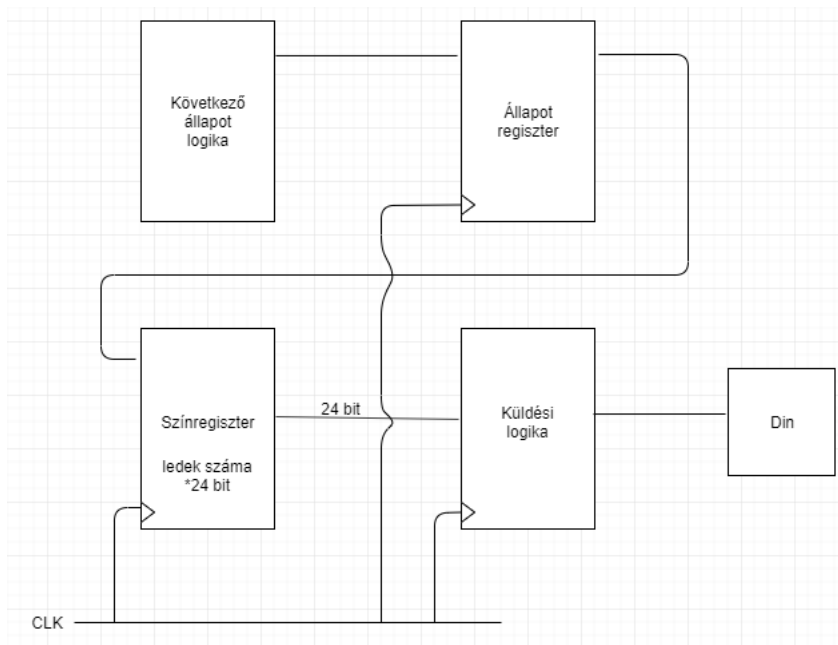 Következő
állapot
logika
Állapot
regiszter
Színregiszter
ledek száma
*24 bit
24 bit
Küldési
logika
Din
CLK